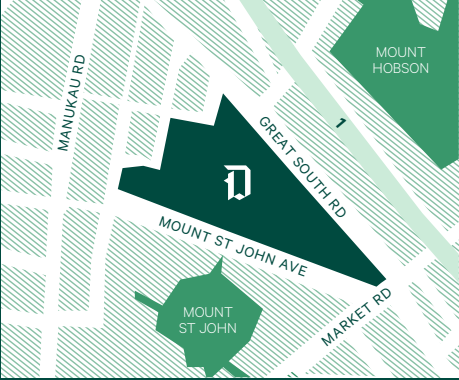 MOUNT
HOBSON
MANUKAU RD
1
GREAT SOUTH RD
D
MOUNT ST JOHN AVE
MOUNT
ST JOHN
MARKET RD